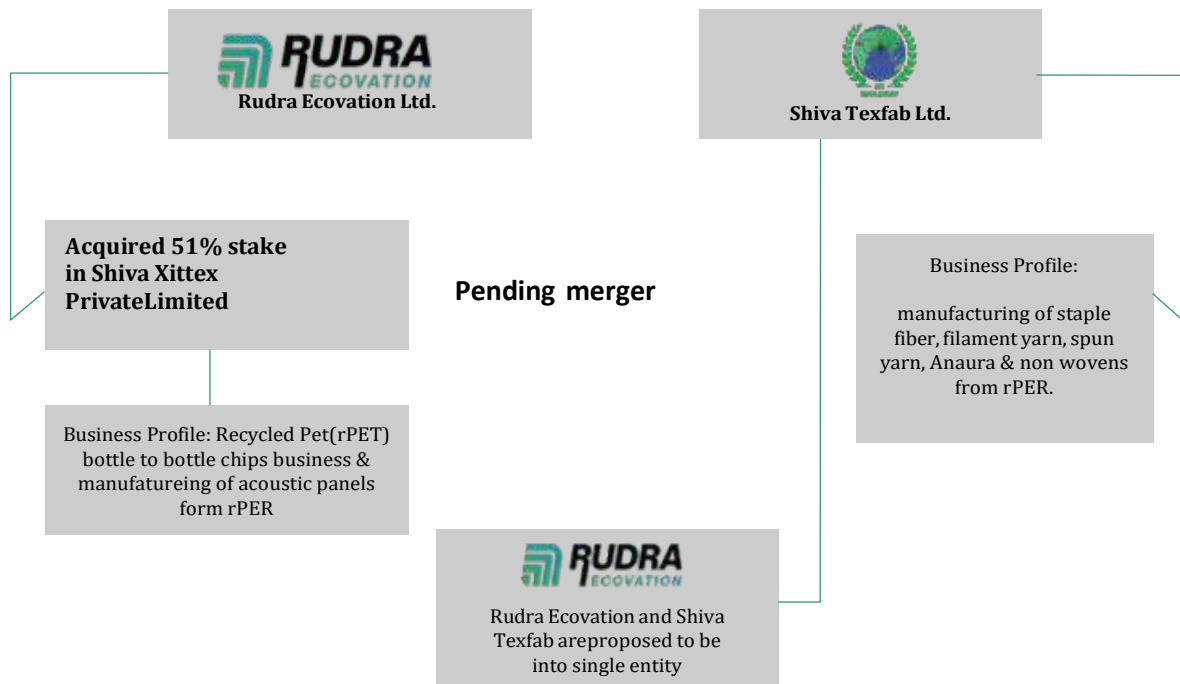 RUDRA
ECOVATION
Rudra Ecovation Ltd.
Shiva Texfab Ltd.
Acquired 51% stake
in Shiva Xittex
PrivateLimited
Pending merger
Business Profile:
manufacturing of staple
fiber, filament yarn, spun
yarn, Anaura & non wovens
from rPER.
Business Profile: Recycled Pet(rPET)
bottle to bottle chips business &
manufatureing of acoustic panels
form rPER
RUDRA
ECOVATION
Rudra Ecovation and Shiva
Texfab areproposed to be
into single entity